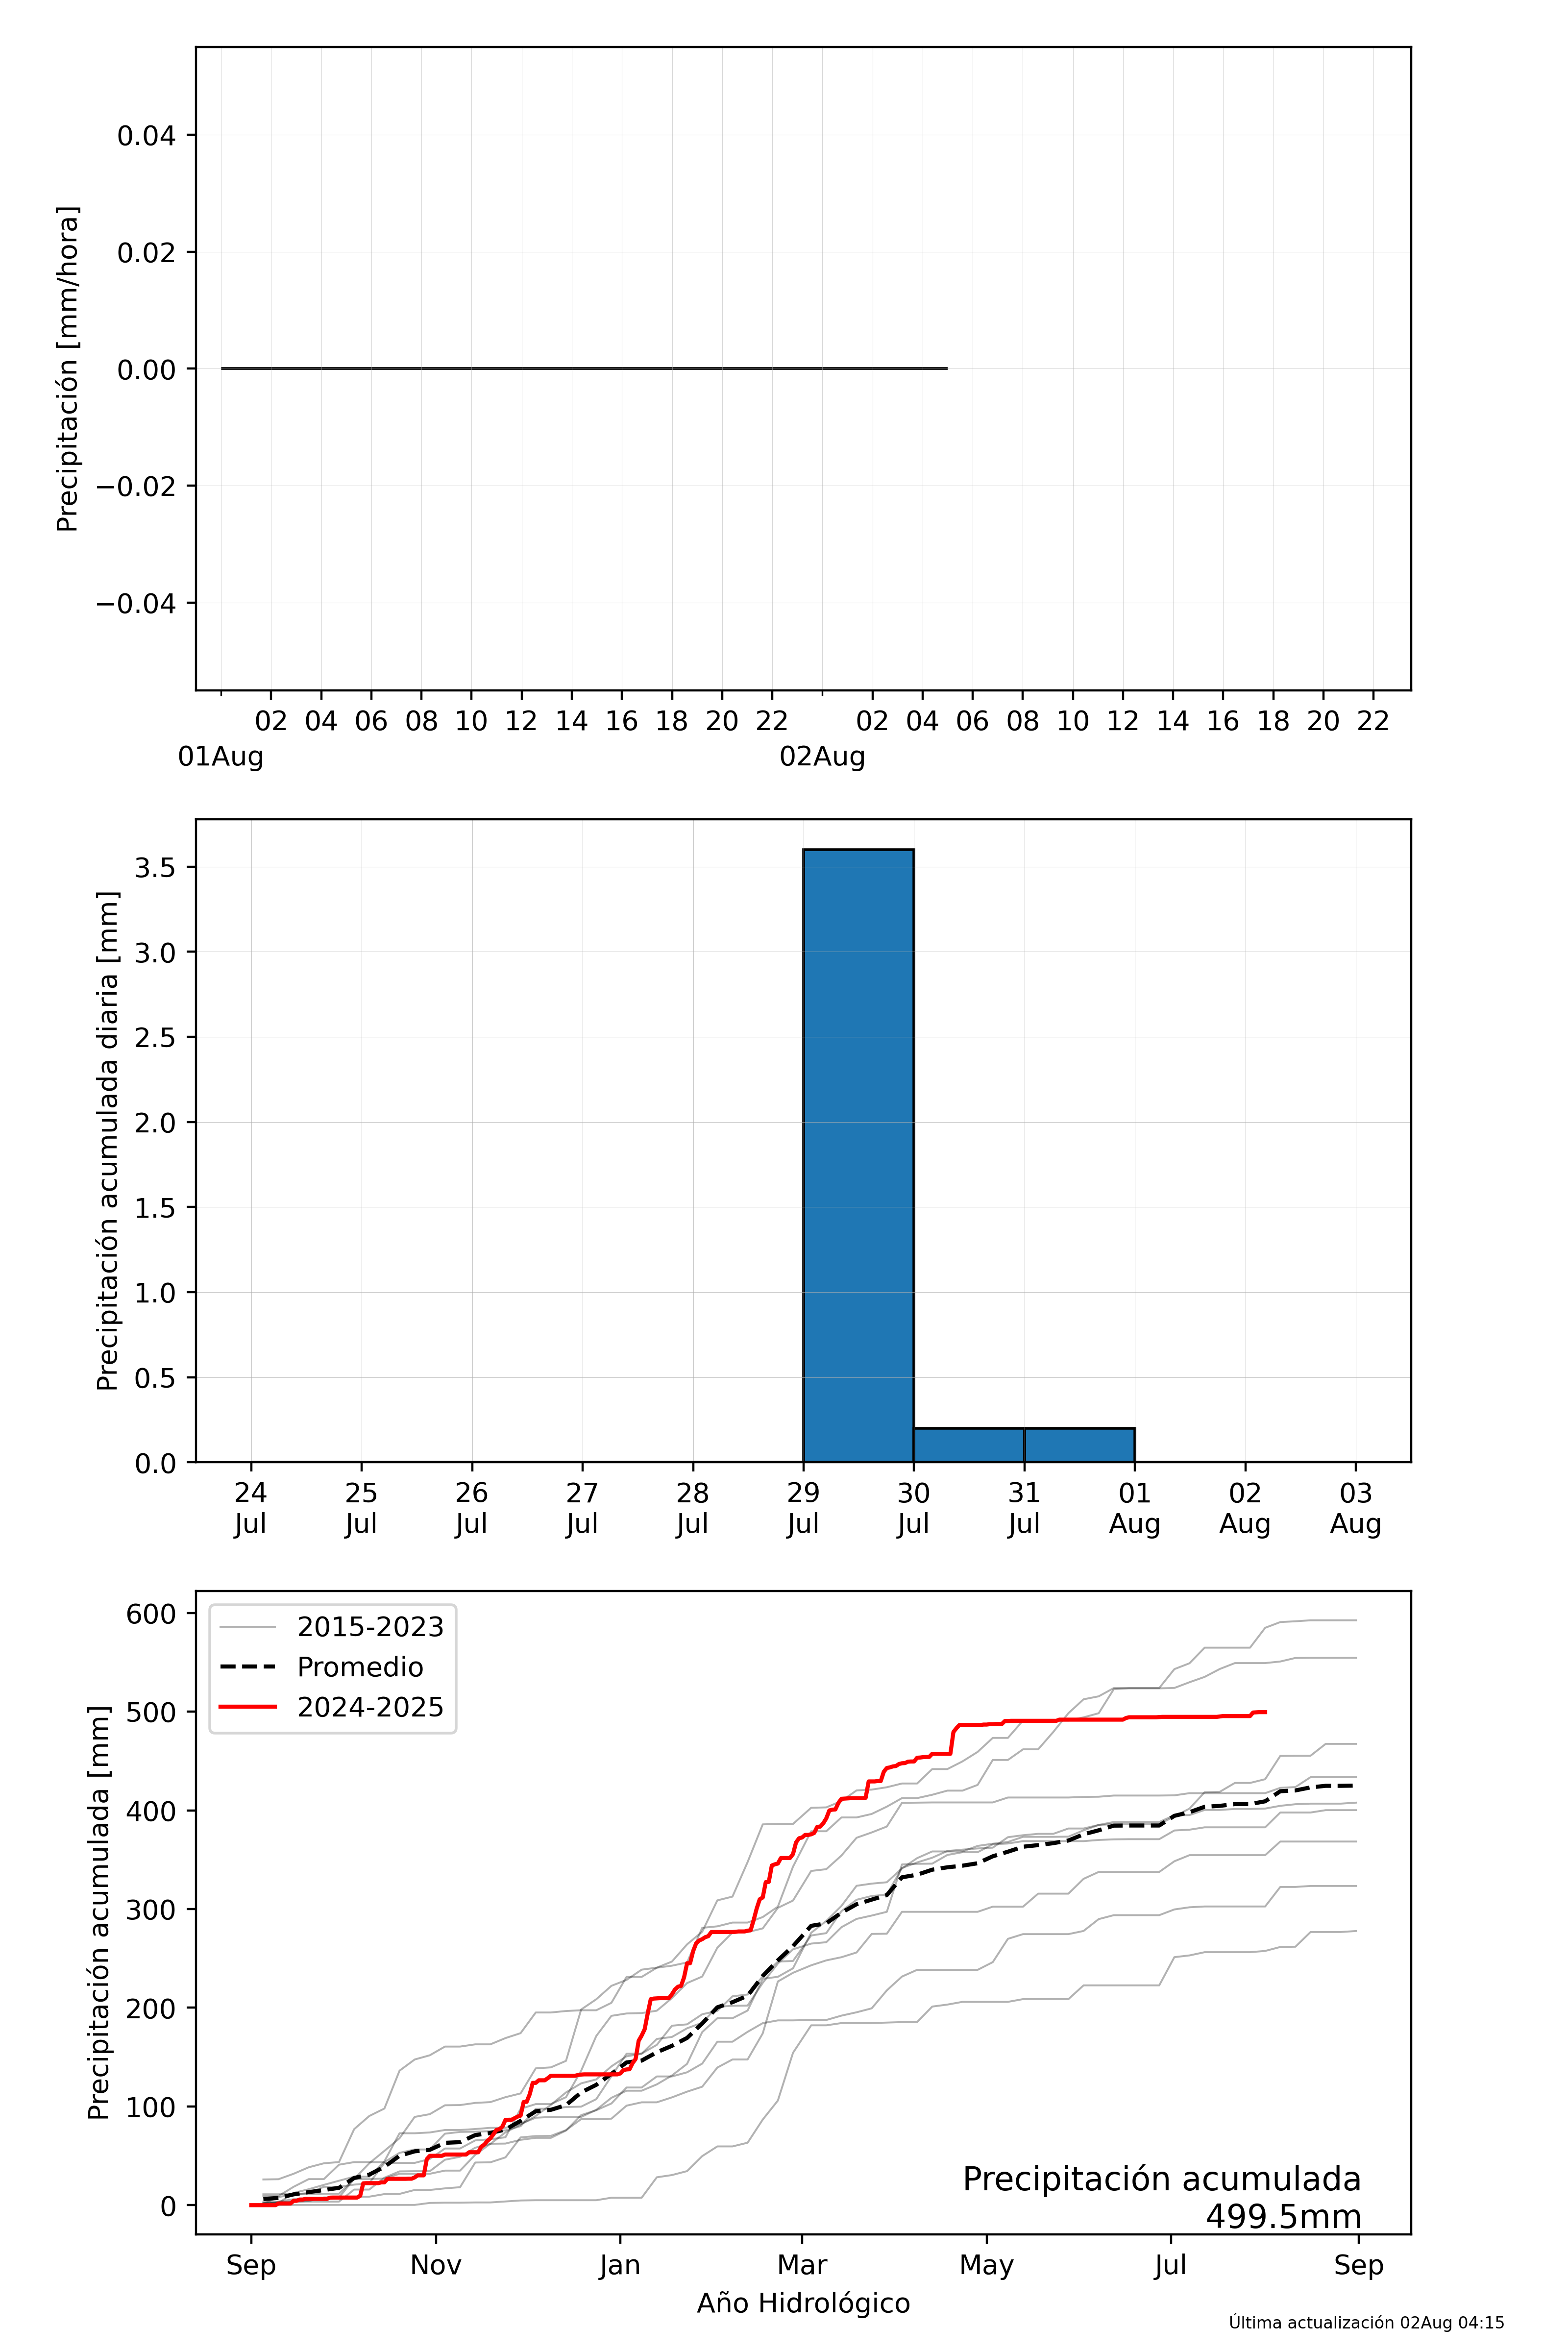 Precipitación [mm/hora]
0.04
0.02
0.00
−0.02
−0.04
02 04 06 08 10 12 14 16 18 20 22 02 04 06 08 10 12 14 16 18 20 22
01Aug 02Aug
Precipitación acumulada diaria [mm]
3.5
3.0
2.5
2.0
1.5
1.0
0.5
0.0
24 25 26 27 28 29 30 31 01 02 03
Jul Jul Jul Jul Jul Jul Jul Jul Aug Aug Aug
Precipitación acumulada [mm]
600
500
400
300
200
100
0
2015-2023
Promedio
2024-2025
Precipitación acumulada
499.5mm
Sep Nov Jan Mar May Jul Sep
Año Hidrológico
Última actualización 02Aug 04:15